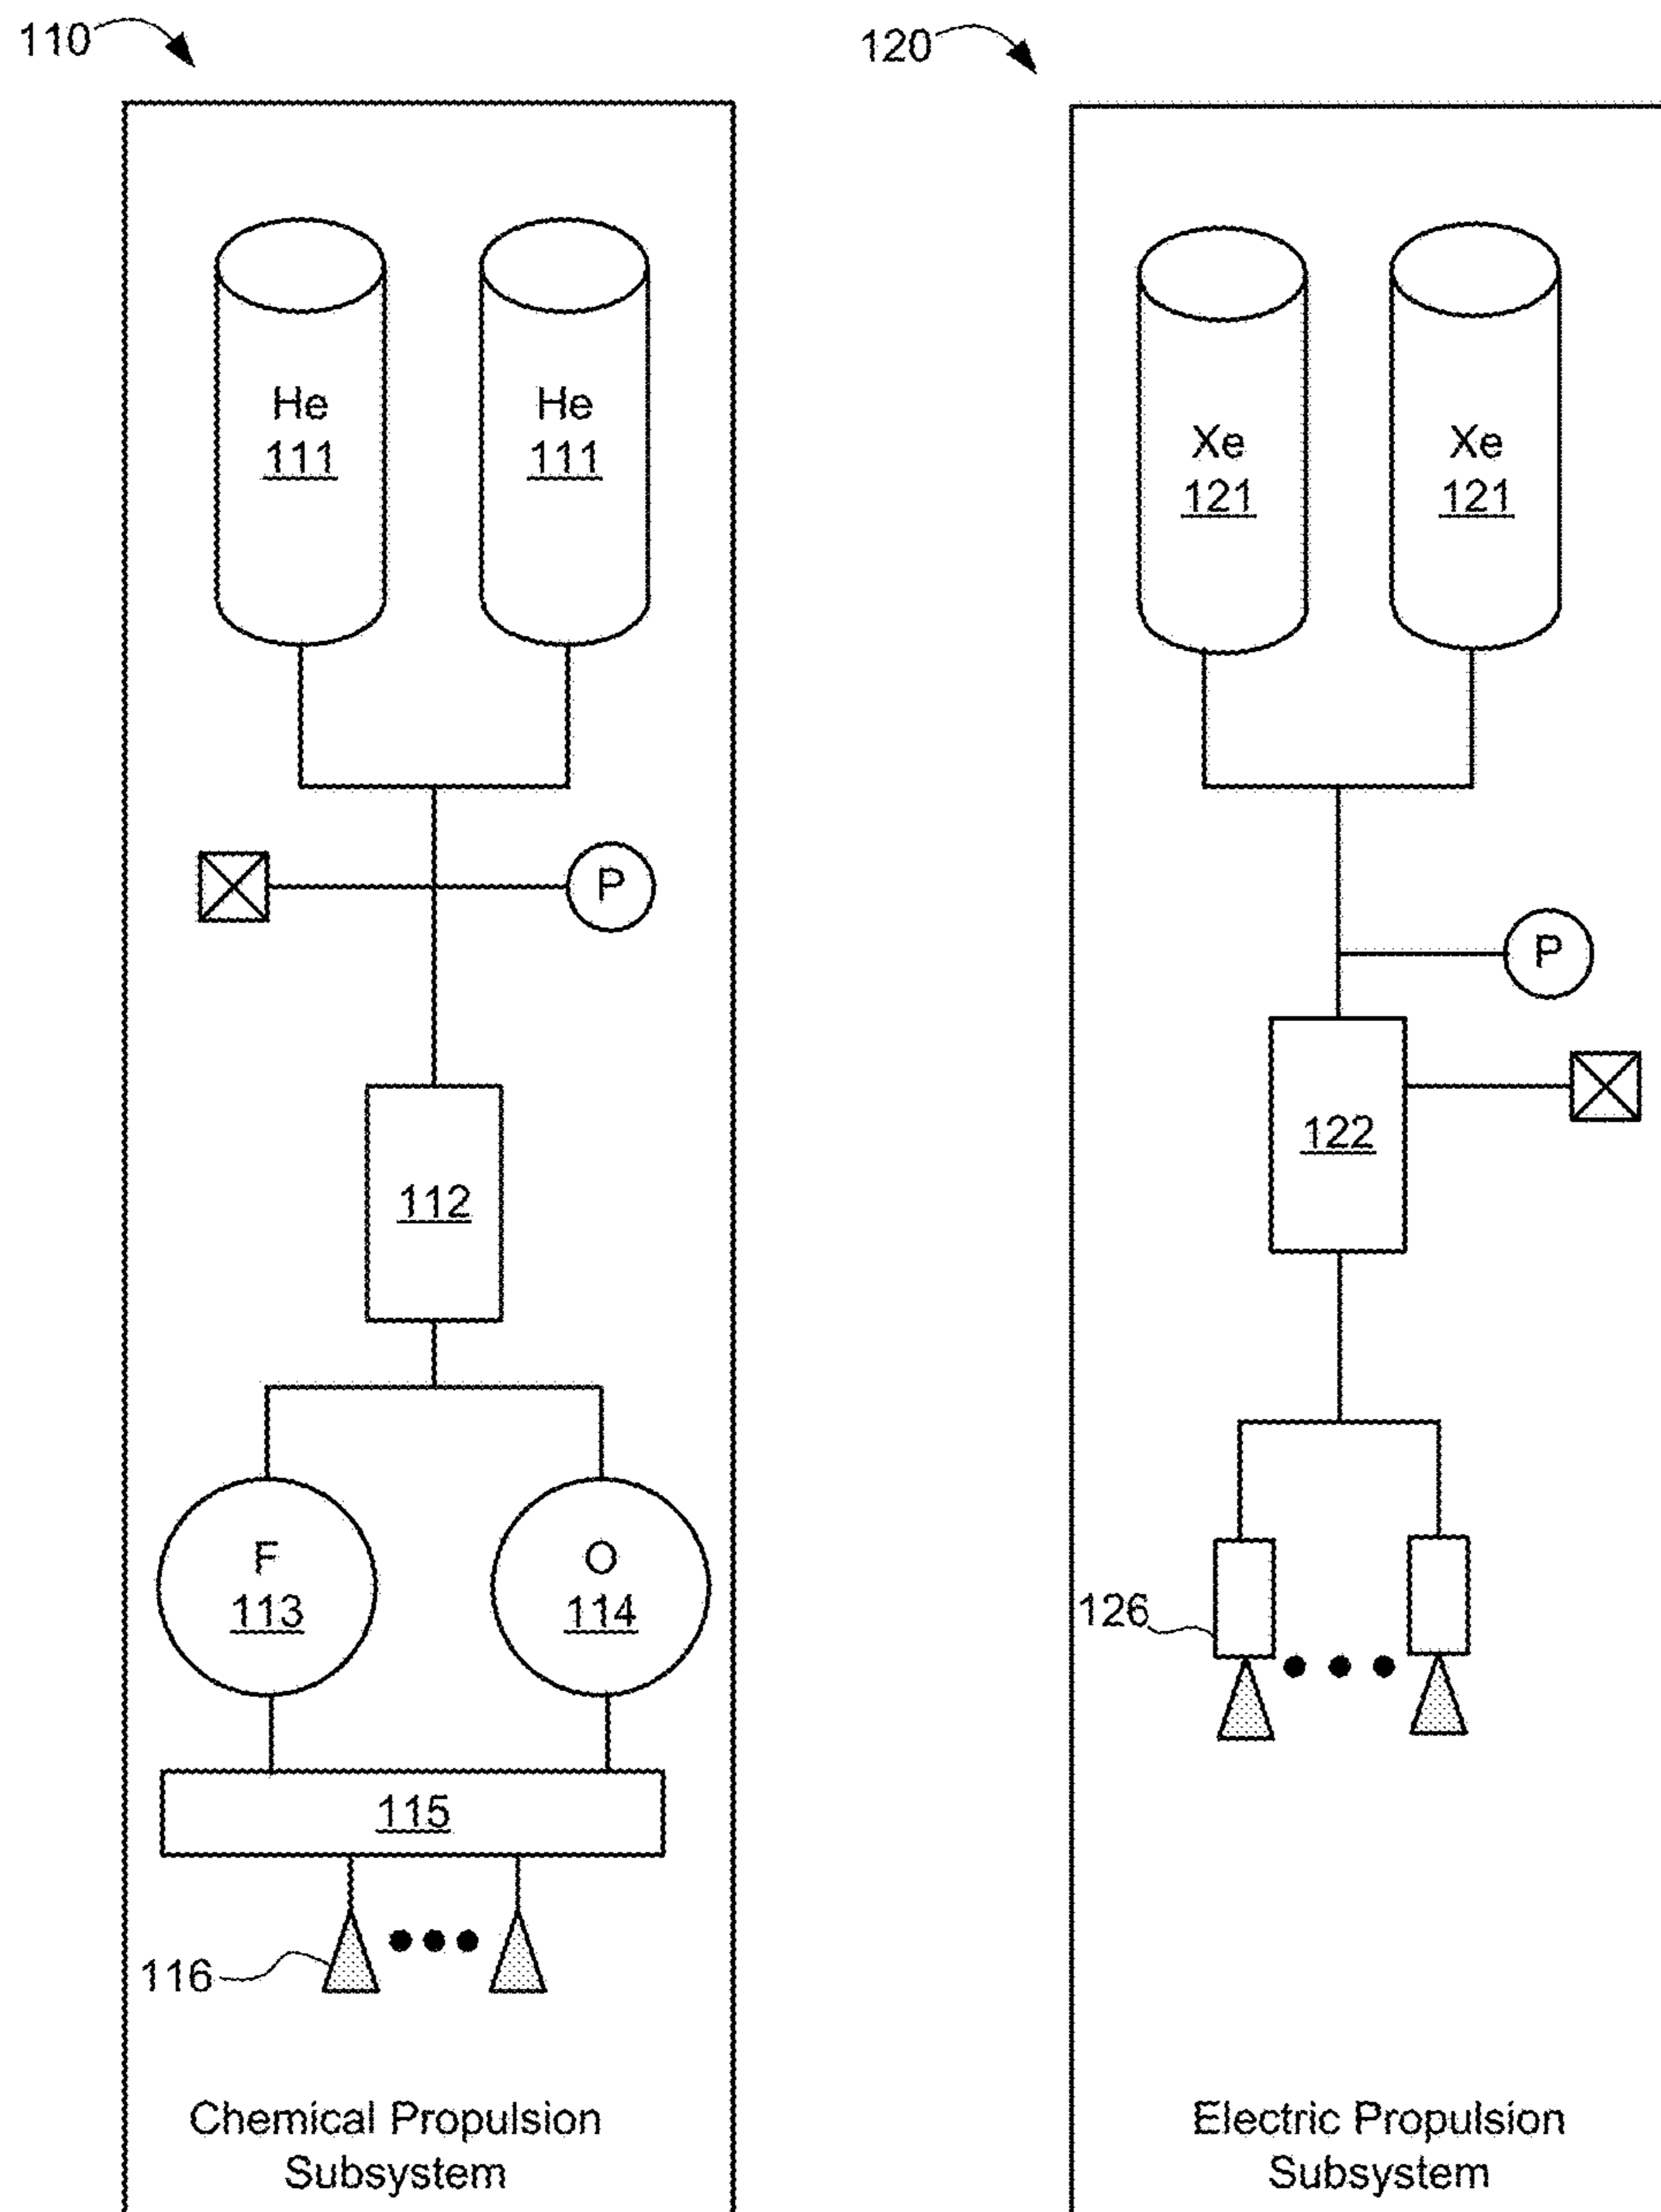 110
120
He
111
He
111
Xe
121
Xe
121
P
P
122
112
F
113
O
114
126
115
116
Chemical Propulsion
Subsystem
Electric Propulsion
Subsystem